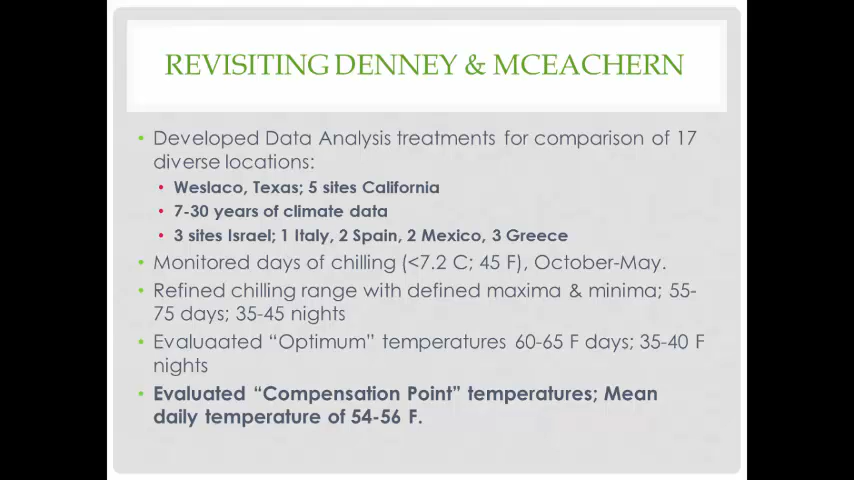 REVISITING DENNEY & MCEACHERN
• Developed Data Analysis treatments for comparison of 17
diverse locations:
• Weslaco, Texas; 5 sites California
• 7-30 years of climate data
• 3 sites Israel; 1 Italy, 2 Spain, 2 Mexico, 3 Greece
• Monitored days of chilling (<7.2 C; 45 F), October-May.
• Refined chilling range with defined maxima & minima; 55-
75 days; 35-45 nights
• Evaluaated “Optimum” temperatures 60-65 F days; 35-40 F
nights
• Evaluated “Compensation Point” temperatures; Mean
daily temperature of 54-56 F.